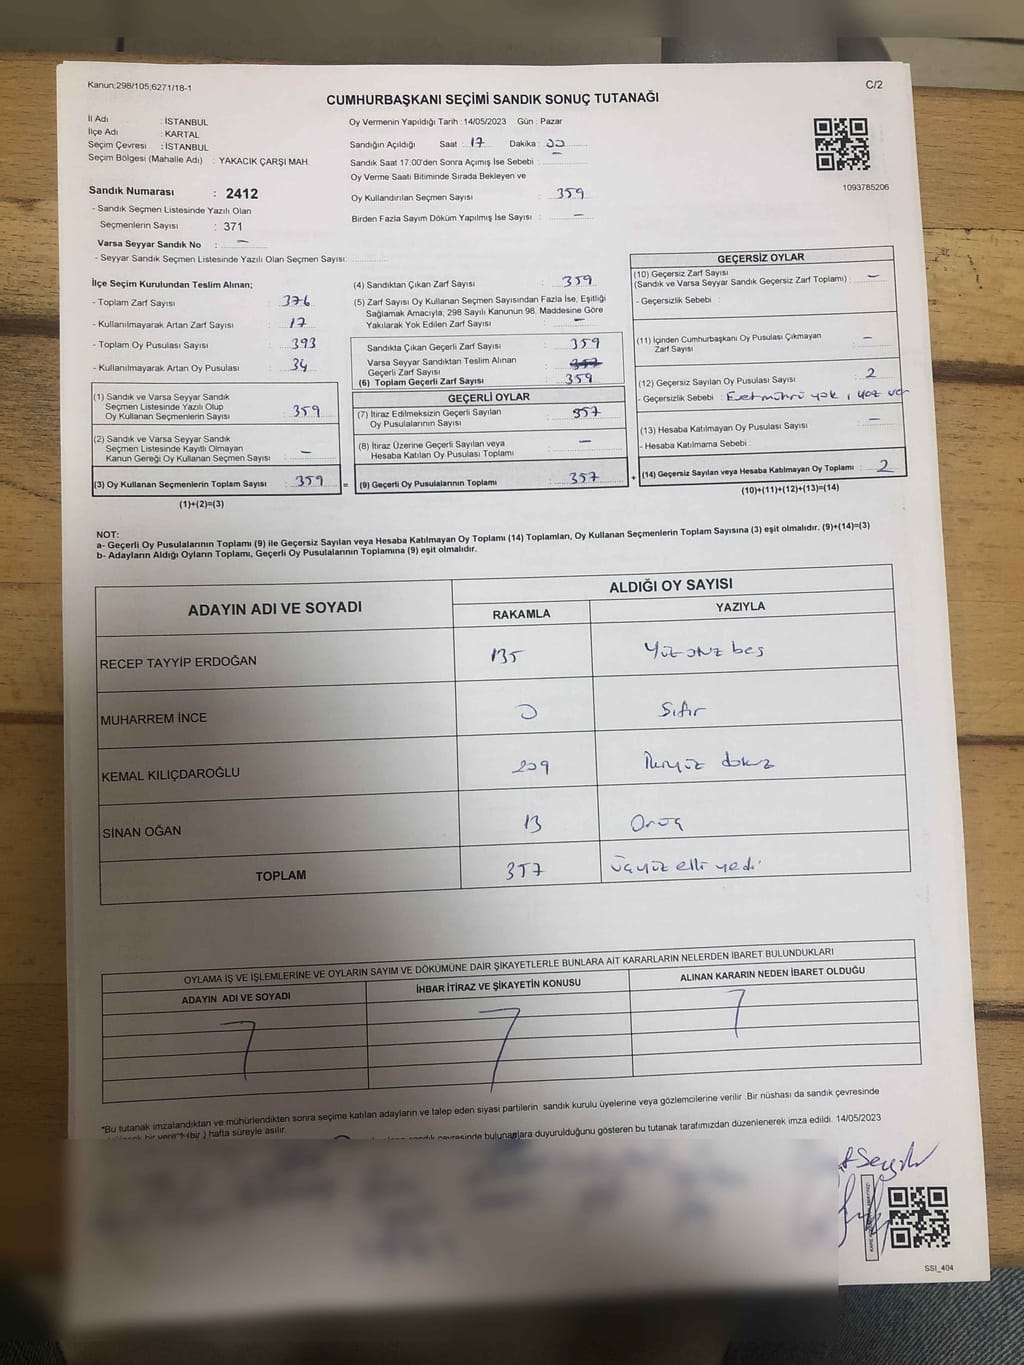 Kanun;298/105;6271/18-1
C/2
CUMHURBAŞKANI SEÇİMİ SANDIK SONUÇ TUTANAĞI
İl Adı : İSTANBUL
İlçe Adı : KARTAL
Seçim Çevresi : İSTANBUL
Seçim Bölgesi (Mahalle Adı) : YAKACIK ÇARŞI MAH.
Sandık Numarası : 2412
- Sandık Seçmen Listesinde Yazılı Olan
Seçmenlerin Sayısı : 371
Varsa Seyyar Sandık No : –
- Seyyar Sandık Seçmen Listesinde Yazılı Olan Seçmen Sayısı:
Oy Vermenin Yapıldığı Tarih :14/05/2023 Gün : Pazar
Sandığın Açıldığı Saat : 17 Dakika : 00
Sandık Saat 17:00'den Sonra Açımış İse Sebebi :
Oy Verme Saati Bitiminde Sırada Bekleyen ve
Oy Kullandırılan Seçmen Sayısı : 359
Birden Fazla Sayım Döküm Yapılmış İse Sayısı : –
1093785206
İlçe Seçim Kurulundan Teslim Alınan;
- Toplam Zarf Sayısı : 376
- Kullanılmayarak Artan Zarf Sayısı : 17
- Toplam Oy Pusulası Sayısı : 393
- Kullanılmayarak Artan Oy Pusulası : 34
(1) Sandık ve Varsa Seyyar Sandık
Seçmen Listesinde Yazılı Olup
Oy Kullanan Seçmenlerin Sayısı : 359
(2) Sandık ve Varsa Seyyar Sandık
Seçmen Listesinde Kayıtlı Olmayan
Kanun Gereği Oy Kullanan Seçmen Sayısı : –
(3) Oy Kullanan Seçmenlerin Toplam Sayısı : 359
(1)+(2)=(3)
(4) Sandıktan Çıkan Zarf Sayısı : 359
(5) Zarf Sayısı Oy Kullanan Seçmen Sayısından Fazla İse, Eşitliği
Sağlamak Amacıyla; 298 Sayılı Kanunun 98. Maddesine Göre
Yakılarak Yok Edilen Zarf Sayısı : –
Sandıkta Çıkan Geçerli Zarf Sayısı : 359
Varsa Seyyar Sandıktan Teslim Alınan
Geçerli Zarf Sayısı :
(6) Toplam Geçerli Zarf Sayısı : 359
GEÇERLİ OYLAR
(7) İtiraz Edilmeksizin Geçerli Sayılan
Oy Pusulalarının Sayısı : 357
(8) İtiraz Üzerine Geçerli Sayılan veya
Hesaba Katılan Oy Pusulası Toplamı : –
= (9) Geçerli Oy Pusulalarının Toplamı : 357
GEÇERSİZ OYLAR
(10) Geçersiz Zarf Sayısı
(Sandık ve Varsa Seyyar Sandık Geçersiz Zarf Toplamı) : –
- Geçersizlik Sebebi :
(11) İçinden Cumhurbaşkanı Oy Pusulası Çıkmayan
Zarf Sayısı : –
(12) Geçersiz Sayılan Oy Pusulası Sayısı : 2
- Geçersizlik Sebebi : Evet mührü yok, yaz var
(13) Hesaba Katılmayan Oy Pusulası Sayısı : –
- Hesaba Katılmama Sebebi :
+ (14) Geçersiz Sayılan veya Hesaba Katılmayan Oy Toplamı : 2
(10)+(11)+(12)+(13)=(14)
NOT:
a- Geçerli Oy Pusulalarının Toplamı (9) ile Geçersiz Sayılan veya Hesaba Katılmayan Oy Toplamı (14) Toplamları, Oy Kullanan Seçmenlerin Toplam Sayısına (3) eşit olmalıdır. (9)+(14)=(3)
b- Adayların Aldığı Oyların Toplamı, Geçerli Oy Pusulalarının Toplamına (9) eşit olmalıdır.
ADAYIN ADI VE SOYADI
ALDIĞI OY SAYISI
RAKAMLA YAZIYLA
RECEP TAYYİP ERDOĞAN 135 Yüz otuz beş
MUHARREM İNCE 0 Sıfır
KEMAL KILIÇDAROĞLU 209 İkiyüz dokuz
SİNAN OĞAN 13 Onüç
TOPLAM 357 Üçyüz elli yedi
OYLAMA İŞ VE İŞLEMLERİNE VE OYLARIN SAYIM VE DÖKÜMÜNE DAİR ŞİKAYETLERLE BUNLARA AİT KARARLARIN NELERDEN İBARET BULUNDUKLARI
ADAYIN ADI VE SOYADI İHBAR İTİRAZ VE ŞİKAYETİN KONUSU ALINAN KARARIN NEDEN İBARET OLDUĞU
"Bu tutanak imzalandıktan ve mühürlendikten sonra seçime katılan adayların ve talep eden siyasi partilerin sandık kurulu üyelerine veya gözlemcilerine verilir .Bir nüshası da sandık çevresinde
bir yere 1 (bir ) hafta süreyle asılır.
sandık çevresinde bulunanlara duyurulduğunu gösteren bu tutanak tarafımızdan düzenlenerek imza edildi. 14/05/2023
SSI_404